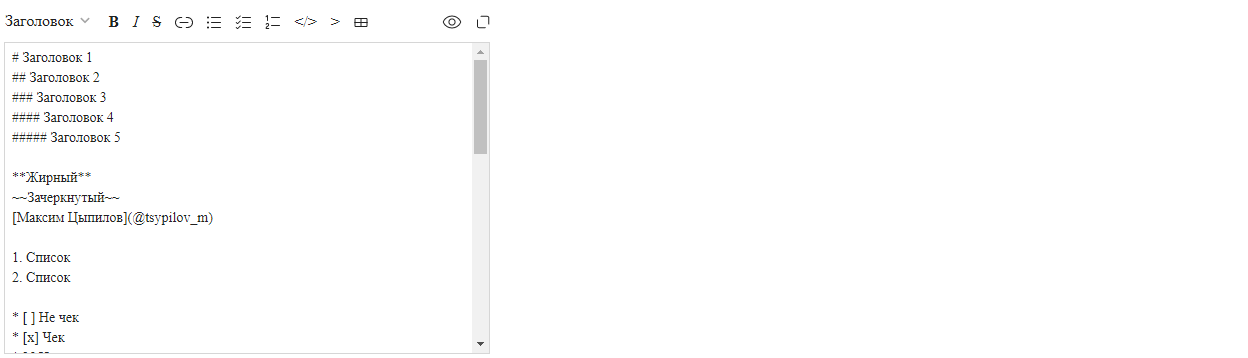 Заголовок B I S </> >
# Заголовок 1
## Заголовок 2
### Заголовок 3
#### Заголовок 4
##### Заголовок 5
**Жирный**
~~Зачеркнутый~~
[Максим Цыпилов](@tsypilov_m)
1. Список
2. Список
* [ ] Не чек
* [x] Чек